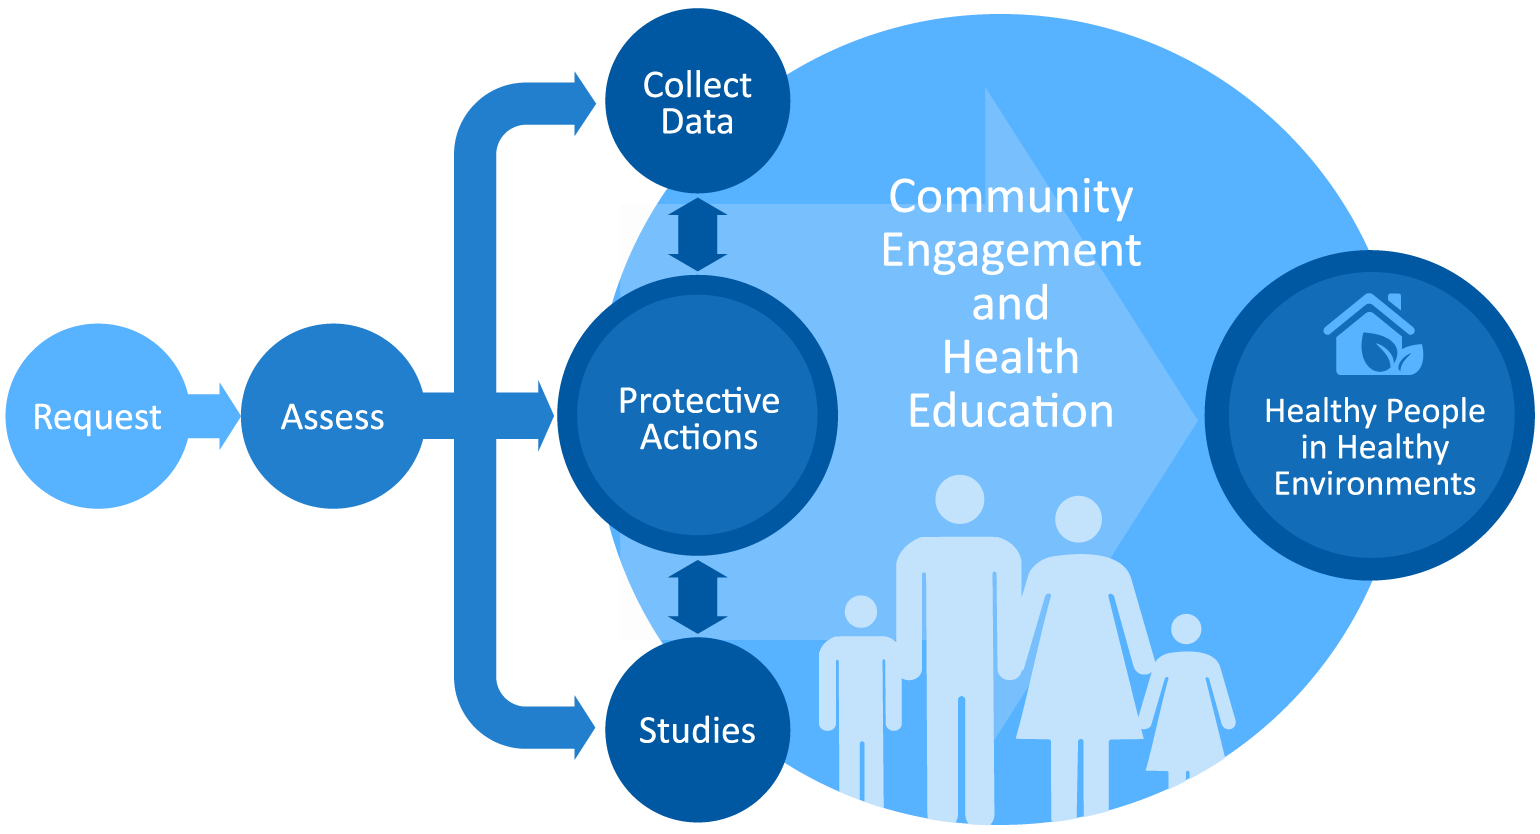 Request
Assess
Collect
Data
Protective
Actions
Studies
Community
Engagement
and
Health
Education
Healthy People
in Healthy
Environments